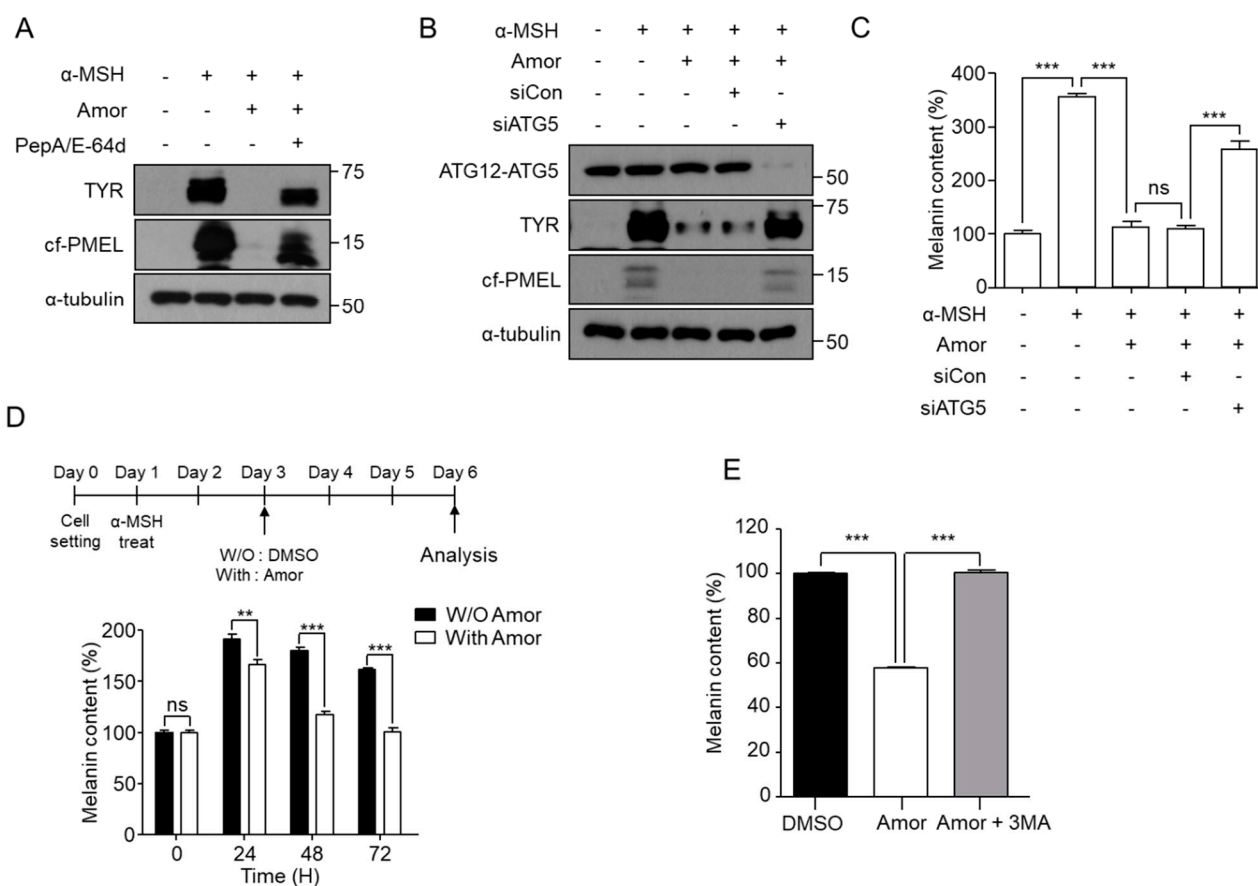 A
α-MSH - + + +
Amor - - + +
PepA/E-64d - - - +
TYR 75
cf-PMEL 15
α-tubulin 50
B
α-MSH - + + + +
Amor - - + + +
siCon - - - + -
siATG5 - - - - +
ATG12-ATG5 50
TYR 75
cf-PMEL 15
α-tubulin 50
C
Melanin content (%)
400
300
200
100
0
*** *** ns ***
α-MSH - + + + +
Amor - - + + +
siCon - - - + -
siATG5 - - - - +
D
Day 0 Day 1 Day 2 Day 3 Day 4 Day 5 Day 6
Cell setting
α-MSH treat
W/O : DMSO
With : Amor
Analysis
W/O Amor
With Amor
Melanin content (%)
200
150
100
50
0
ns ** *** ***
0 24 48 72
Time (H)
E
Melanin content (%)
120
100
80
60
40
20
0
*** ***
DMSO Amor Amor + 3MA